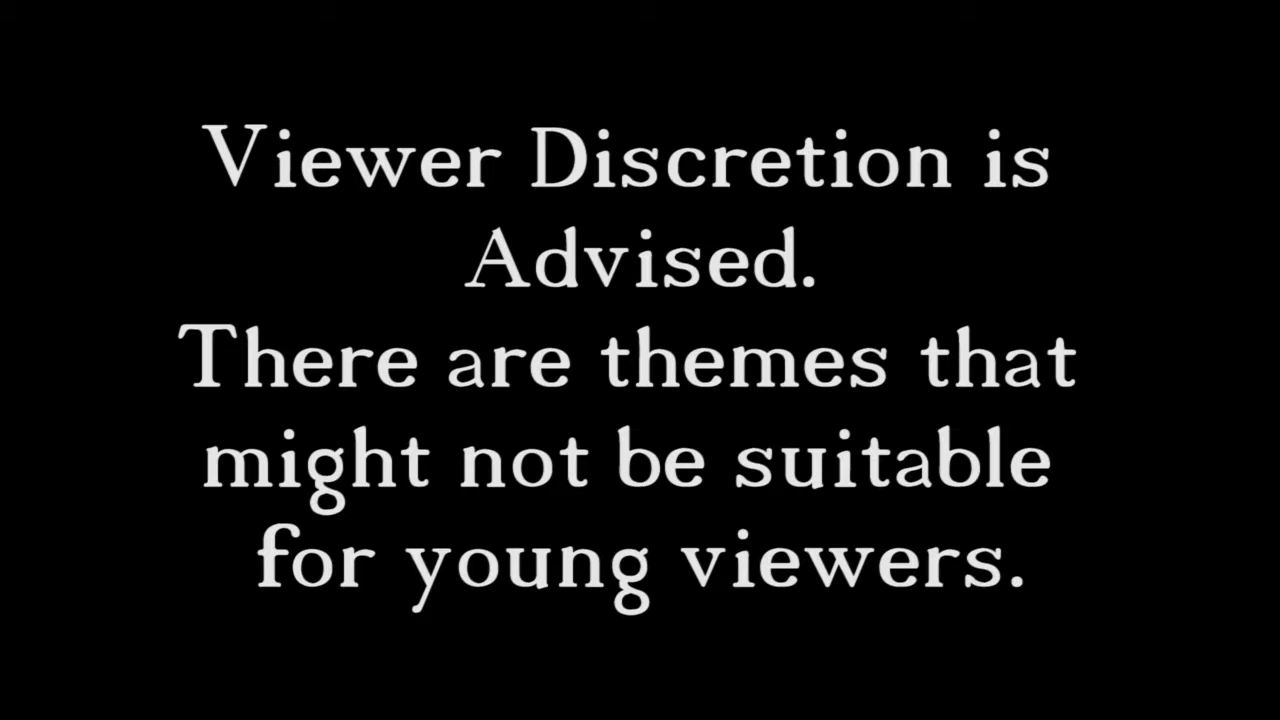 Viewer Discretion is
Advised.
There are themes that
might not be suitable
for young viewers.